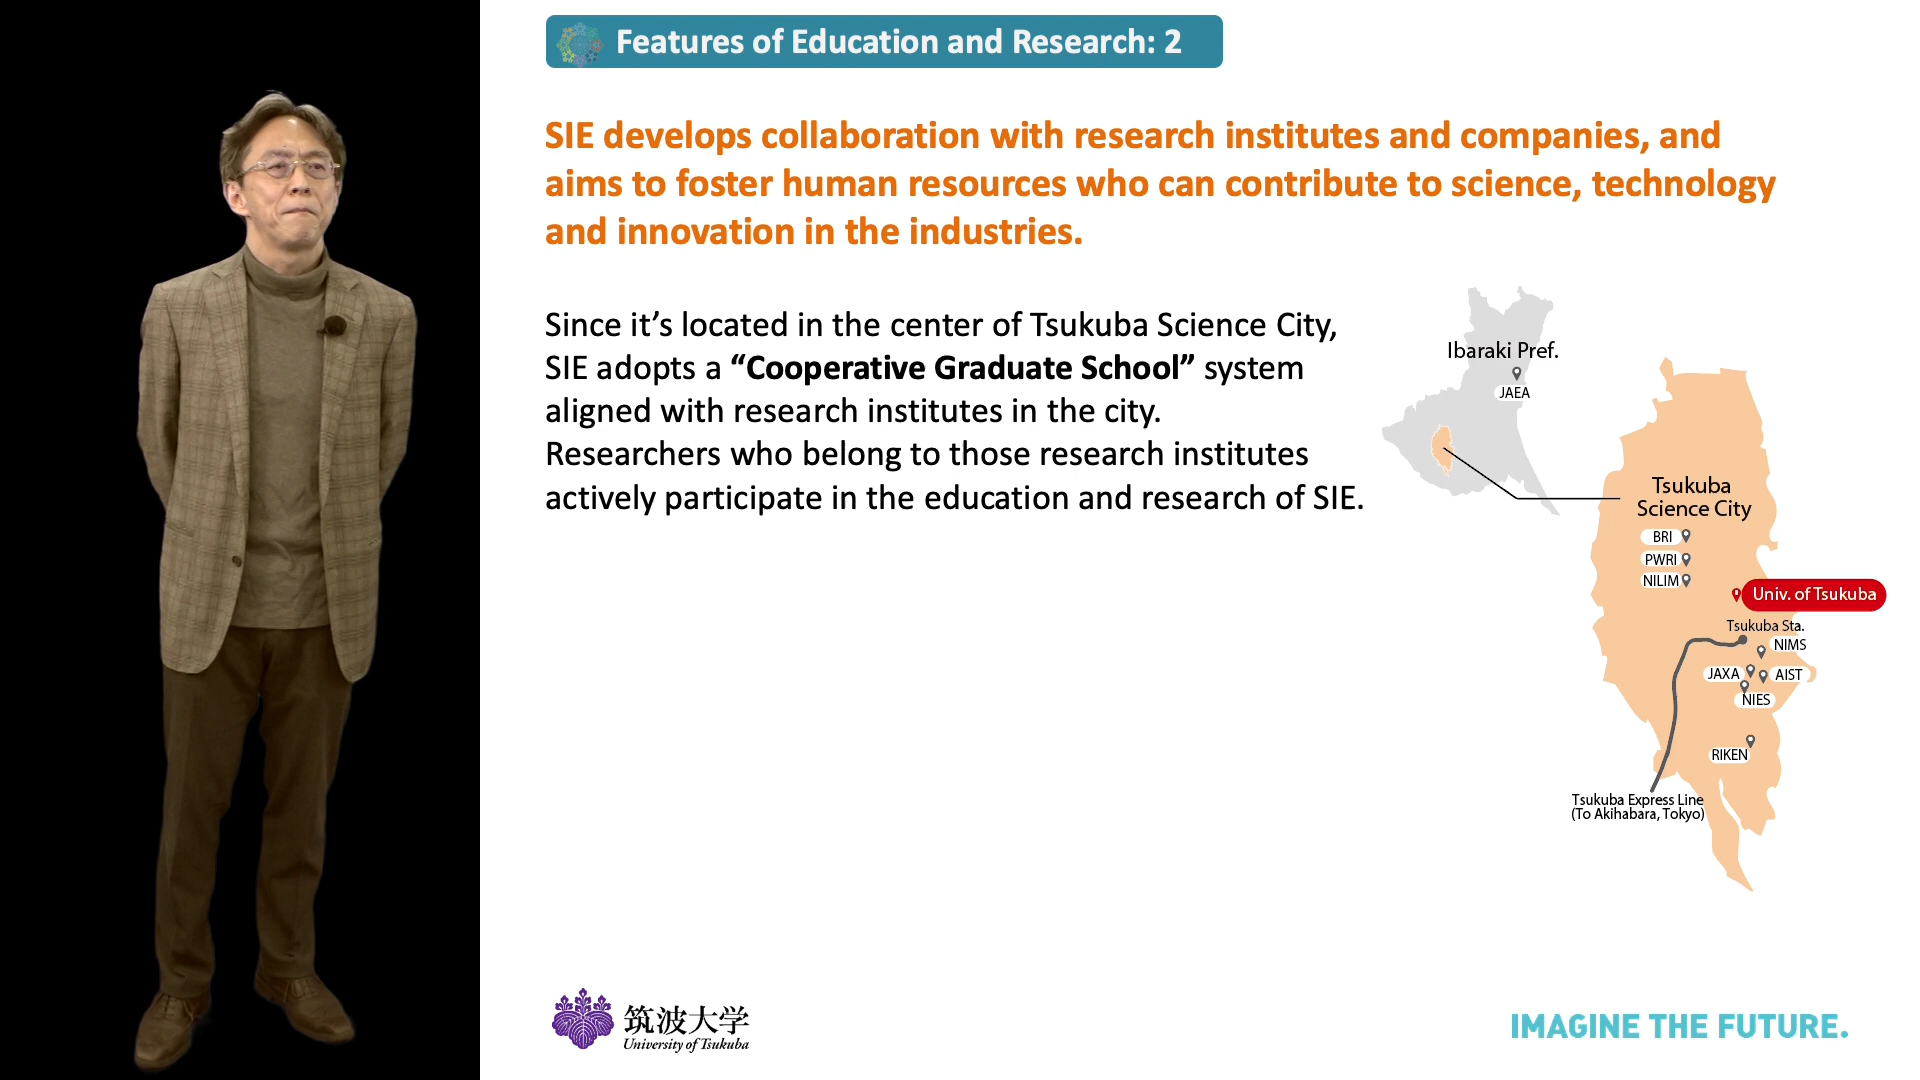 Features of Education and Research: 2
SIE develops collaboration with research institutes and companies, and
aims to foster human resources who can contribute to science, technology
and innovation in the industries.
Since it’s located in the center of Tsukuba Science City,
SIE adopts a “Cooperative Graduate School” system
aligned with research institutes in the city.
Researchers who belong to those research institutes
actively participate in the education and research of SIE.
Ibaraki Pref.
JAEA
Tsukuba
Science City
BRI
PWRI
NILIM
Univ. of Tsukuba
Tsukuba Sta.
NIMS
JAXA
AIST
NIES
RIKEN
Tsukuba Express Line
(To Akihabara, Tokyo)
筑波大学
University of Tsukuba
IMAGINE THE FUTURE.